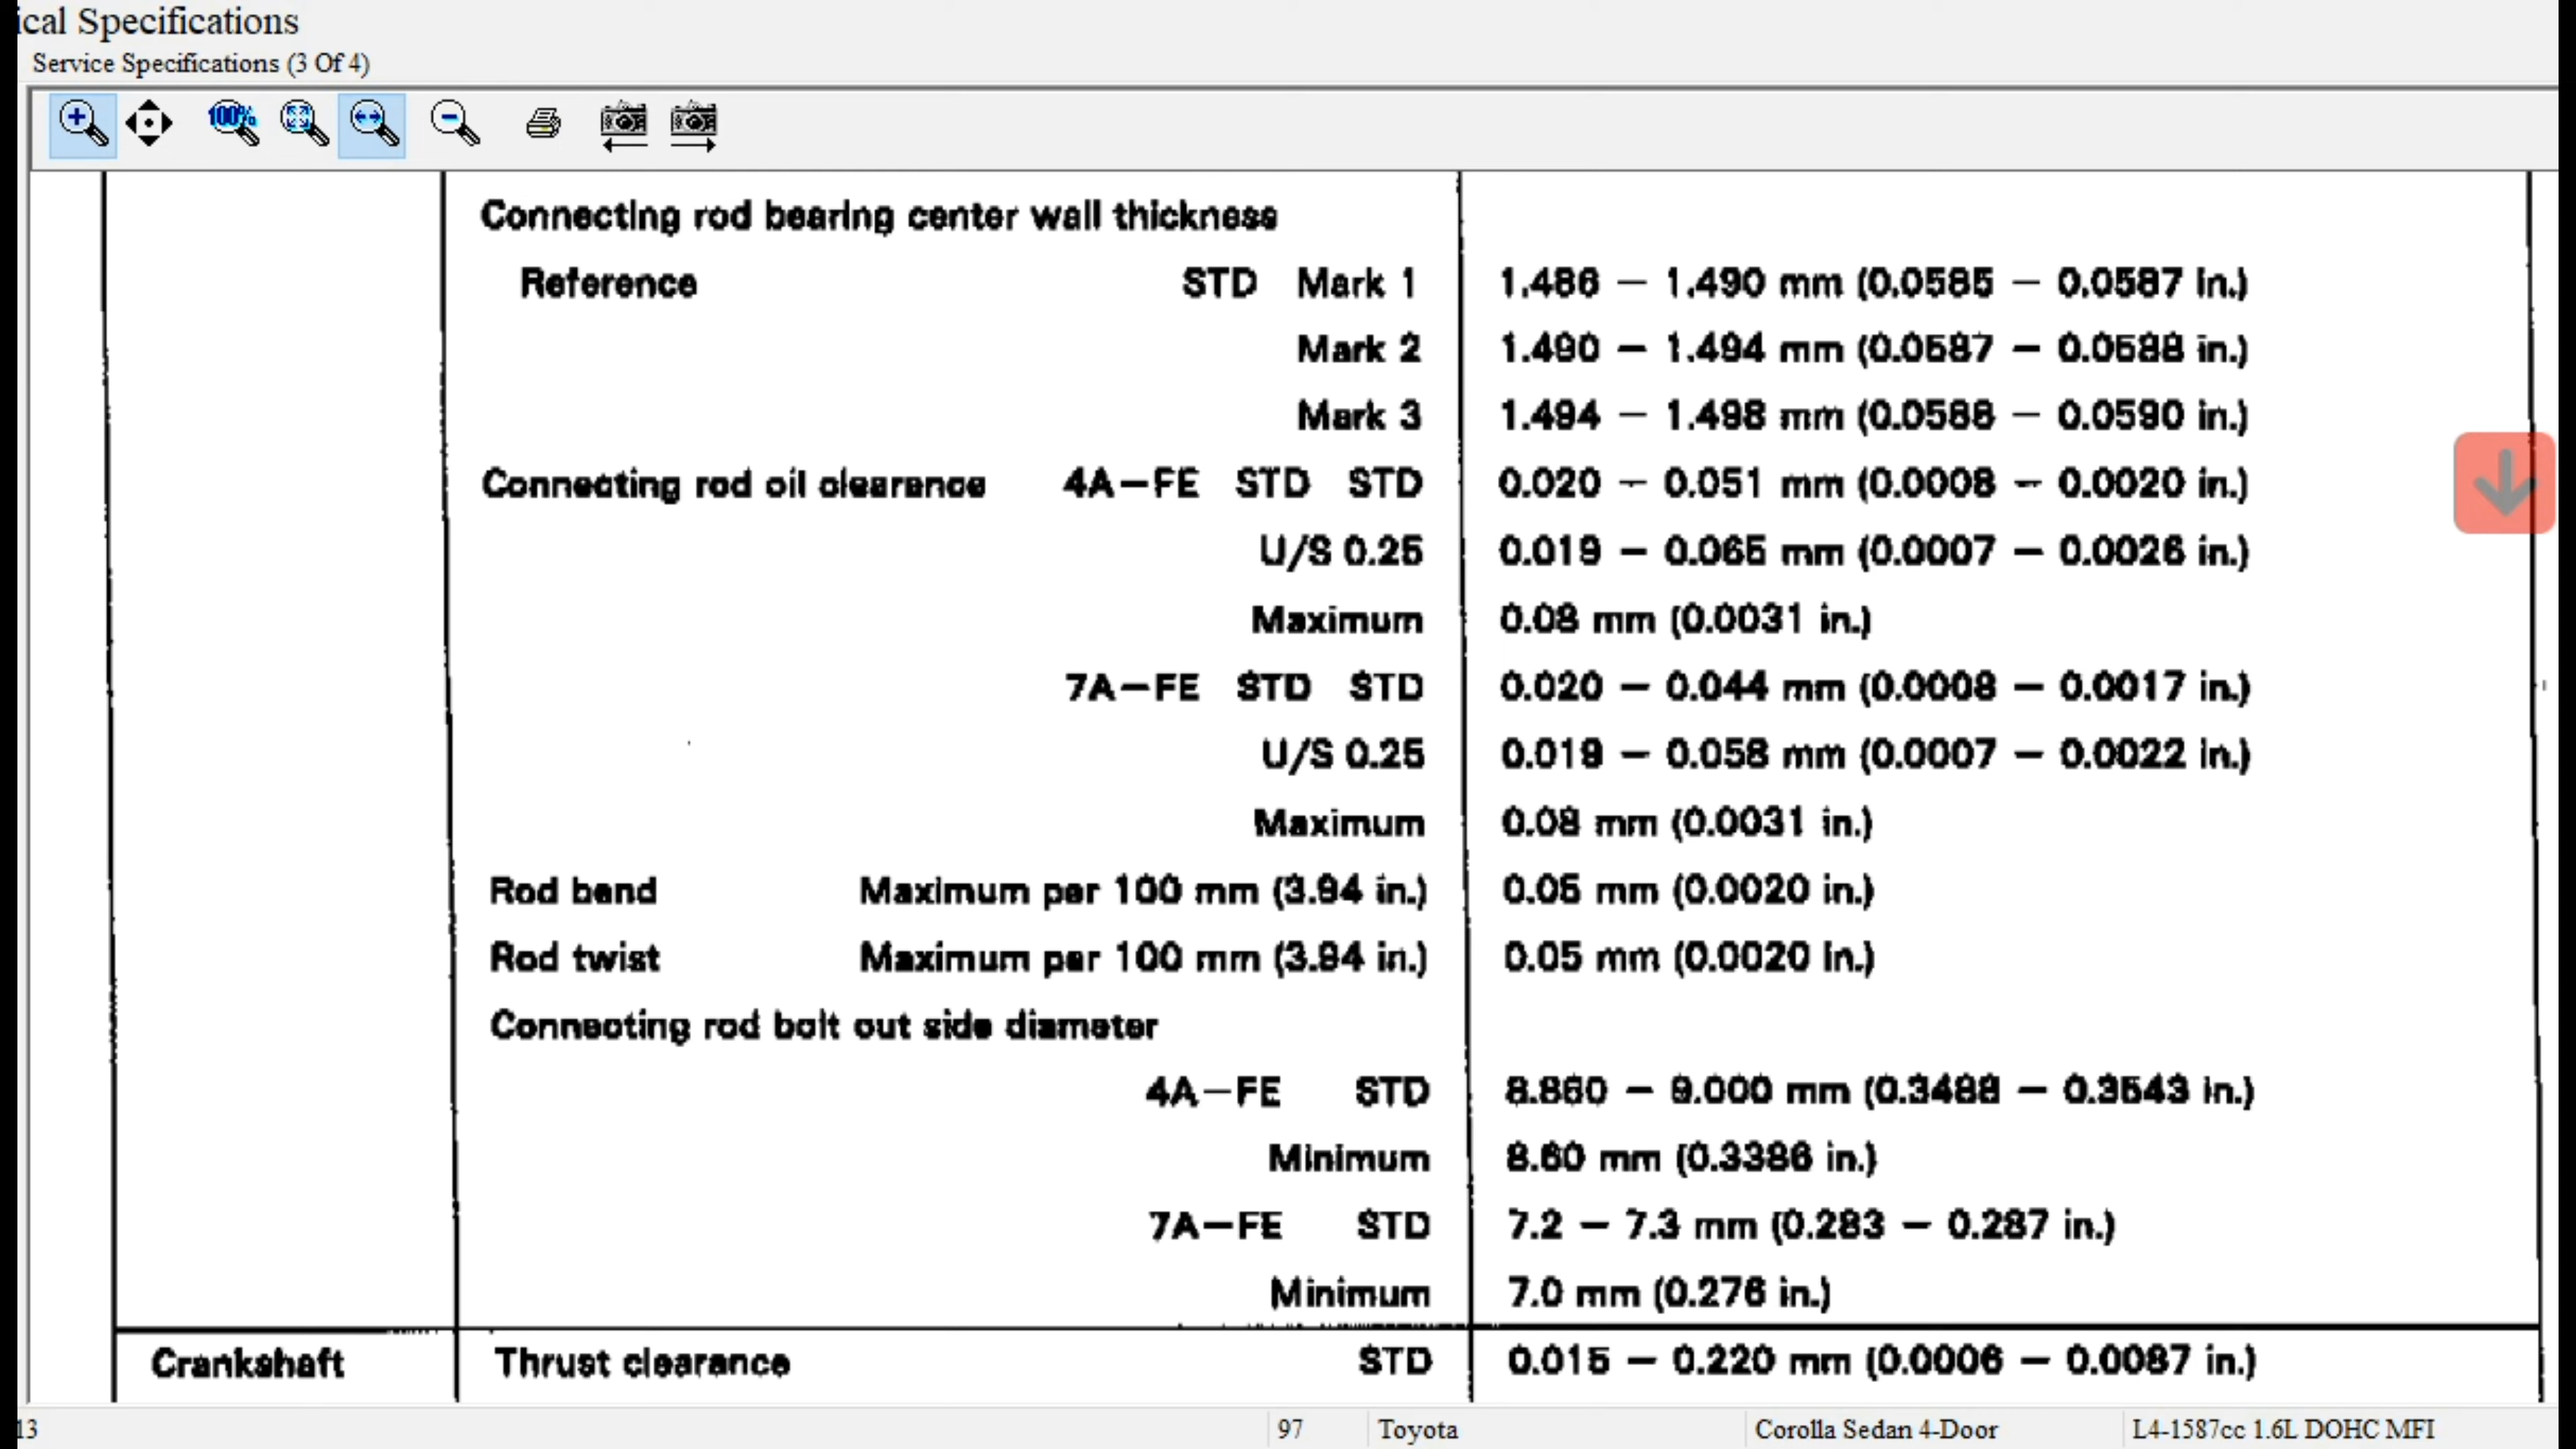 ical Specifications
Service Specifications (3 Of 4)
100%
Connecting rod bearing center wall thickness
Reference STD Mark 1 1.486 – 1.490 mm (0.0585 – 0.0587 in.)
Mark 2 1.490 – 1.494 mm (0.0587 – 0.0588 in.)
Mark 3 1.494 – 1.498 mm (0.0588 – 0.0590 in.)
Connecting rod oil clearance 4A–FE STD STD 0.020 – 0.051 mm (0.0008 – 0.0020 in.)
U/S 0.25 0.019 – 0.065 mm (0.0007 – 0.0026 in.)
Maximum 0.08 mm (0.0031 in.)
7A–FE STD STD 0.020 – 0.044 mm (0.0008 – 0.0017 in.)
U/S 0.25 0.019 – 0.058 mm (0.0007 – 0.0022 in.)
Maximum 0.08 mm (0.0031 in.)
Rod bend Maximum per 100 mm (3.94 in.) 0.05 mm (0.0020 in.)
Rod twist Maximum per 100 mm (3.94 in.) 0.05 mm (0.0020 in.)
Connecting rod bolt out side diameter
4A–FE STD 8.860 – 9.000 mm (0.3488 – 0.3543 in.)
Minimum 8.60 mm (0.3386 in.)
7A–FE STD 7.2 – 7.3 mm (0.283 – 0.287 in.)
Minimum 7.0 mm (0.276 in.)
Crankshaft Thrust clearance STD 0.015 – 0.220 mm (0.0006 – 0.0087 in.)
13 97 Toyota Corolla Sedan 4-Door L4-1587cc 1.6L DOHC MFI